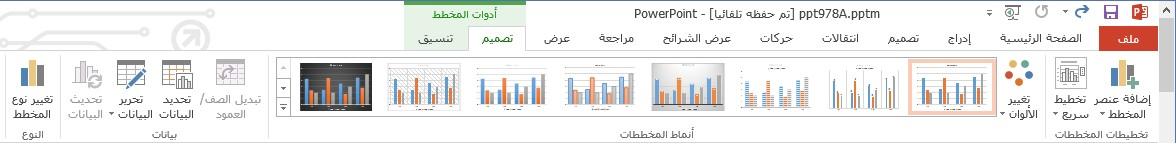 ppt978A.pptm [تم حفظه تلقائيا] - PowerPoint
أدوات المخطط
ملف
الصفحة الرئيسية
إدراج
تصميم
انتقالات
حركات
عرض الشرائح
مراجعة
عرض
تصميم
تنسيق
إضافة عنصر المخطط
تخطيط سريع
تخطيطات المخططات
تغيير الألوان
أنماط المخططات
تبديل الصف/العمود
تحديد البيانات
تحرير البيانات
تحديث البيانات
بيانات
تغيير نوع المخطط
النوع